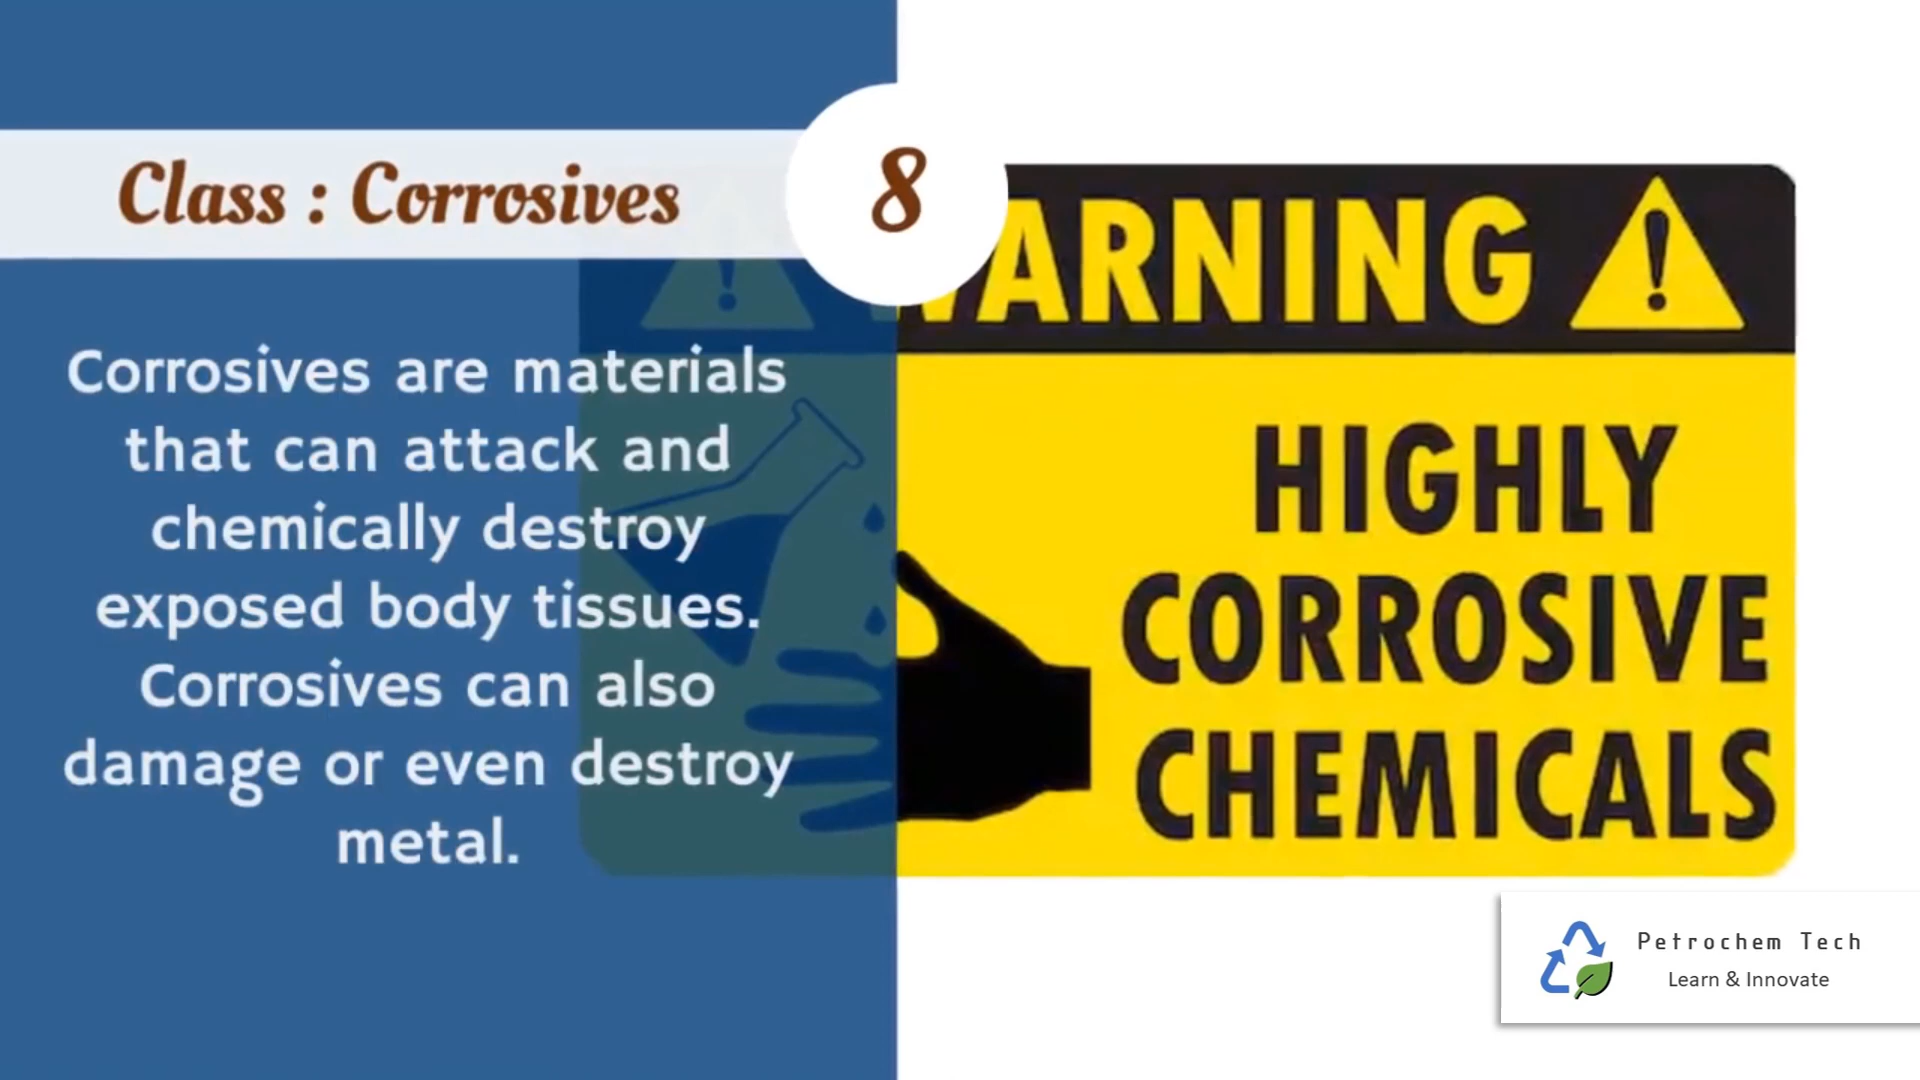 Class : Corrosives
8
Corrosives are materials
that can attack and
chemically destroy
exposed body tissues.
Corrosives can also
damage or even destroy
metal.
WARNING
HIGHLY
CORROSIVE
CHEMICALS
Petrochem Tech
Learn & Innovate